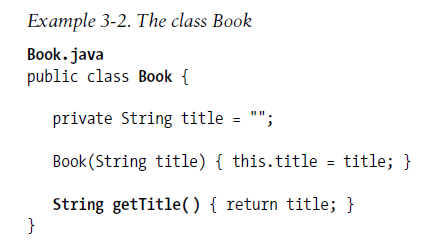 Example 3-2. The class Book
Book.java
public class Book {
private String title = "";
Book(String title) { this.title = title; }
String getTitle() { return title; }
}